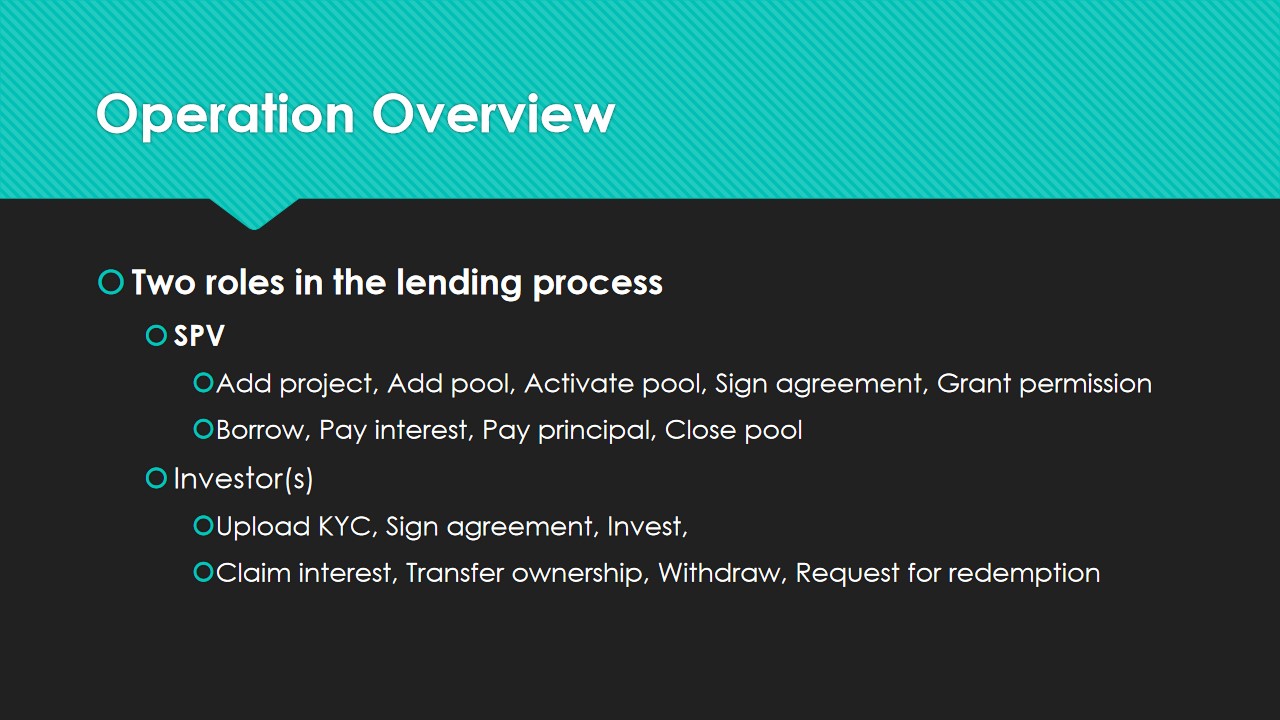 Operation Overview
Two roles in the lending process
SPV
Add project, Add pool, Activate pool, Sign agreement, Grant permission
Borrow, Pay interest, Pay principal, Close pool
Investor(s)
Upload KYC, Sign agreement, Invest,
Claim interest, Transfer ownership, Withdraw, Request for redemption